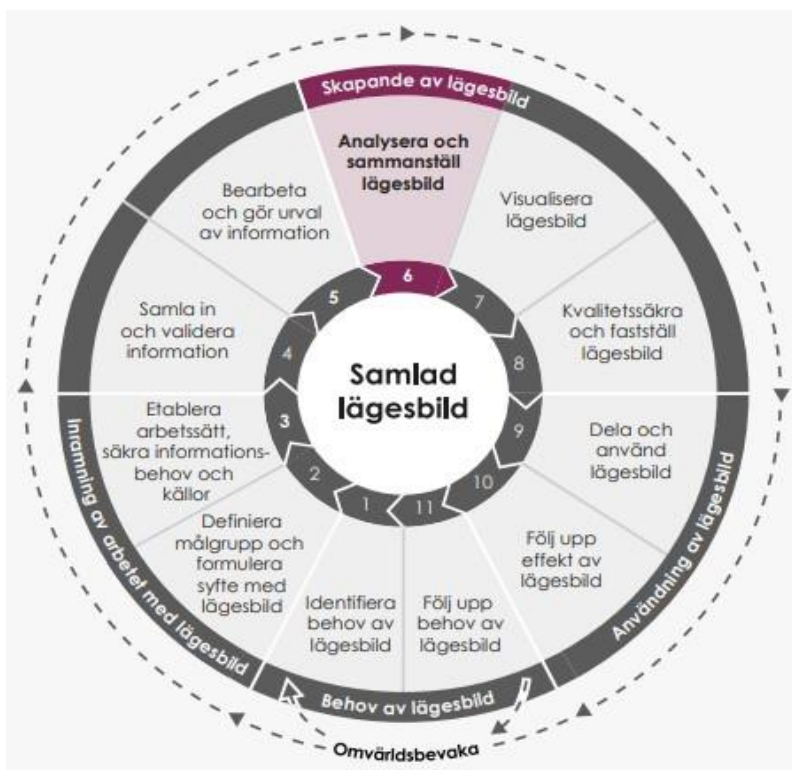 Skapande av lägesbild
Analysera och
sammanställ
lägesbild
6
Visualisera
lägesbild
7
Kvalitetssäkra
och fastställ
lägesbild
8
Dela och
använd
lägesbild
9
Användning av lägesbild
Följ upp
effekt av
lägesbild
10
Följ upp
behov av
lägesbild
11
Behov av lägesbild
Identifiera
behov av
lägesbild
1
Definiera
målgrupp och
formulera
syfte med
lägesbild
2
Inramning av arbetet med lägesbild
Etablera
arbetssätt,
säkra informations-
behov och
källor
3
Samla in
och validera
information
4
Bearbeta
och gör urval
av information
5
Samlad
lägesbild
Omvärldsbevaka